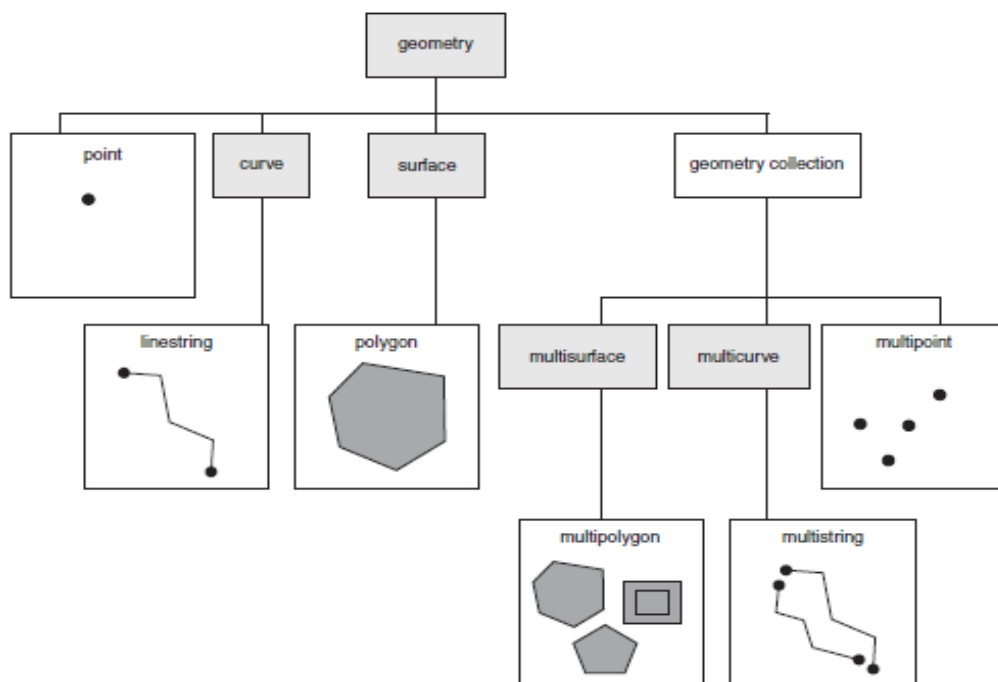 geometry
point
curve
surface
geometry collection
linestring
polygon
multisurface
multicurve
multipoint
multipolygon
multistring